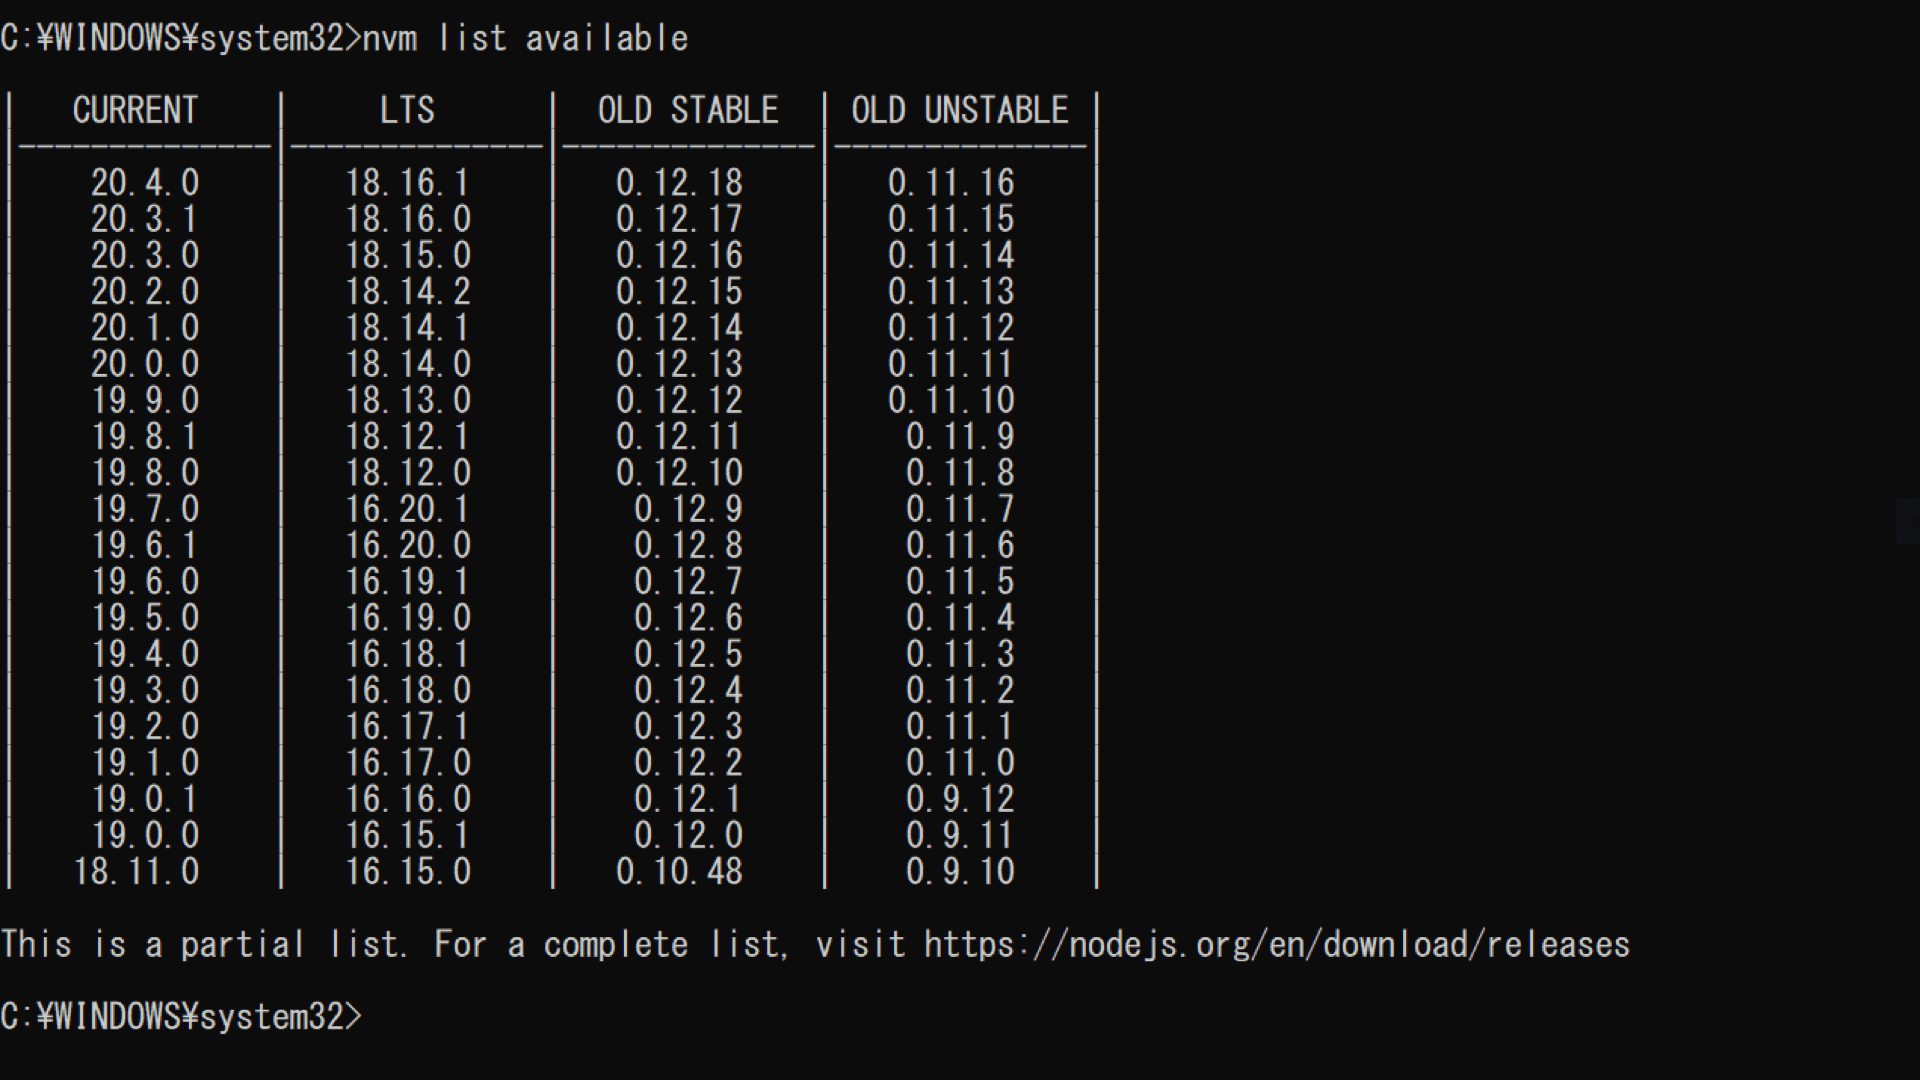 C:¥WINDOWS¥system32>nvm list available
|   CURRENT    |     LTS      |  OLD STABLE  | OLD UNSTABLE |
|--------------|--------------|--------------|--------------|
|    20.4.0    |   18.16.1    |   0.12.18    |   0.11.16    |
|    20.3.1    |   18.16.0    |   0.12.17    |   0.11.15    |
|    20.3.0    |   18.15.0    |   0.12.16    |   0.11.14    |
|    20.2.0    |   18.14.2    |   0.12.15    |   0.11.13    |
|    20.1.0    |   18.14.1    |   0.12.14    |   0.11.12    |
|    20.0.0    |   18.14.0    |   0.12.13    |   0.11.11    |
|    19.9.0    |   18.13.0    |   0.12.12    |   0.11.10    |
|    19.8.1    |   18.12.1    |   0.12.11    |    0.11.9    |
|    19.8.0    |   18.12.0    |   0.12.10    |    0.11.8    |
|    19.7.0    |   16.20.1    |    0.12.9    |    0.11.7    |
|    19.6.1    |   16.20.0    |    0.12.8    |    0.11.6    |
|    19.6.0    |   16.19.1    |    0.12.7    |    0.11.5    |
|    19.5.0    |   16.19.0    |    0.12.6    |    0.11.4    |
|    19.4.0    |   16.18.1    |    0.12.5    |    0.11.3    |
|    19.3.0    |   16.18.0    |    0.12.4    |    0.11.2    |
|    19.2.0    |   16.17.1    |    0.12.3    |    0.11.1    |
|    19.1.0    |   16.17.0    |    0.12.2    |    0.11.0    |
|    19.0.1    |   16.16.0    |    0.12.1    |    0.9.12    |
|    19.0.0    |   16.15.1    |    0.12.0    |    0.9.11    |
|   18.11.0    |   16.15.0    |   0.10.48    |    0.9.10    |
This is a partial list. For a complete list, visit https://nodejs.org/en/download/releases
C:¥WINDOWS¥system32>